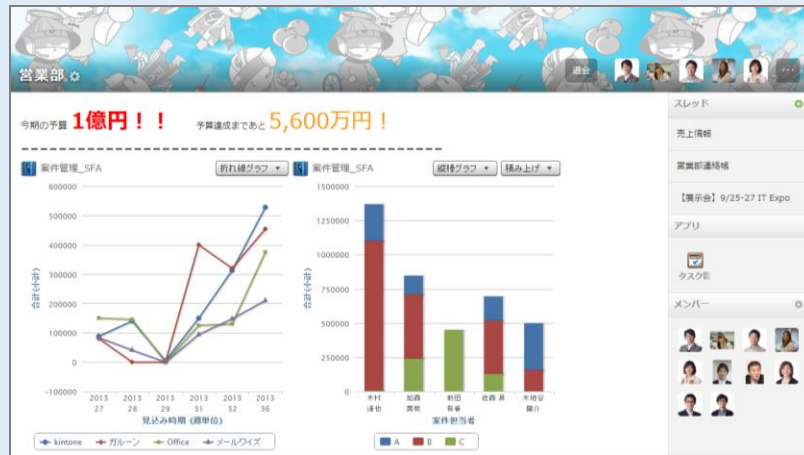 営業部
退会
今期の予算 1億円！！ 予算達成まであと 5,600万円！
案件管理_SFA
折れ線グラフ
600000
500000
400000
300000
200000
100000
0
-100000
合計(小計)
2013 27
2013 28
2013 29
2013 31
2013 32
2013 36
見込み時期 (週単位)
kintone ガルーン Office メールワイズ
案件管理_SFA
縦棒グラフ 積み上げ
1500000
1250000
1000000
750000
500000
250000
0
合計(小計)
木村 達也
加藤 美咲
前田 有香
佐藤 昇
案件担当者
A B C
スレッド
売上情報
営業部連絡帳
【展示会】9/25-27 IT Expo
アプリ
タスク管
メンバー